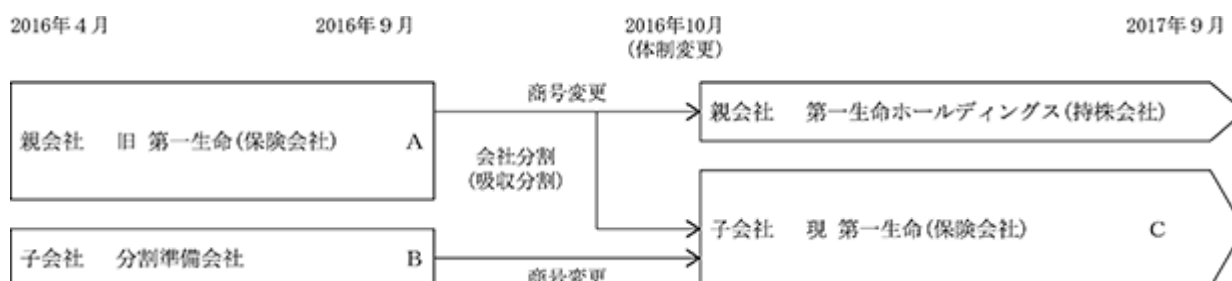 2016年4月 2016年9月 2016年10月 2017年9月
(体制変更)
商号変更
親会社 旧 第一生命(保険会社) A
親会社 第一生命ホールディングス(持株会社)
会社分割
(吸収分割)
子会社 現 第一生命(保険会社) C
子会社 分割準備会社 B
商号変更